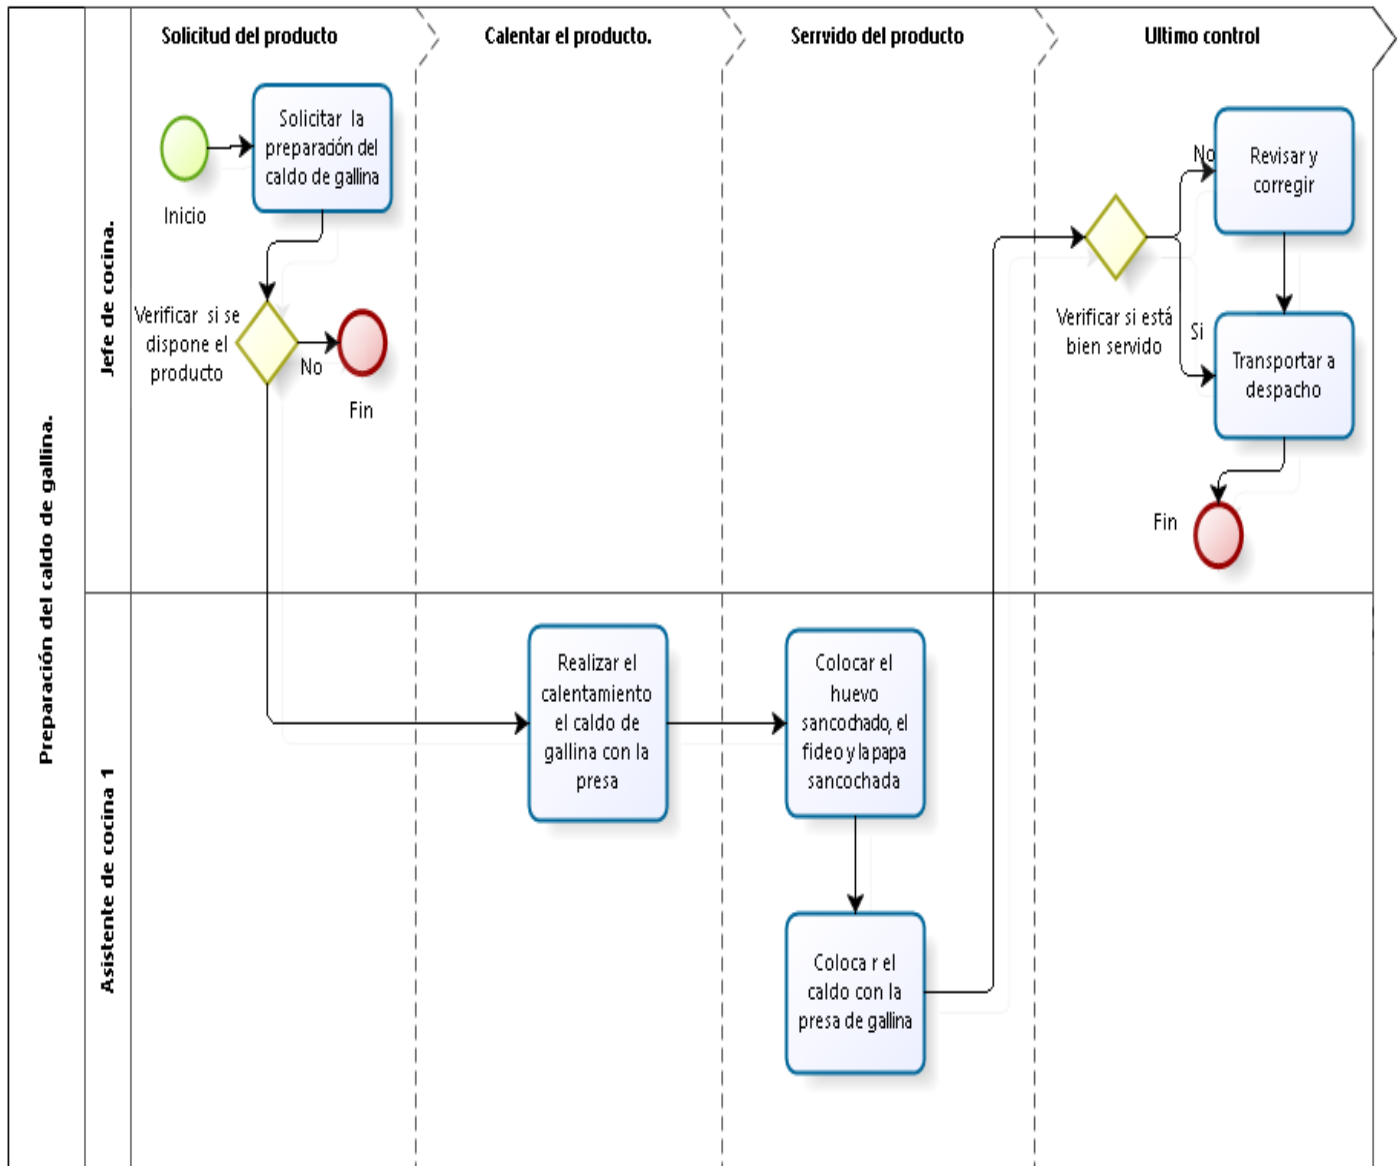 Solicitud del producto
Calentar el producto.
Serrvido del producto
Ultimo control
Preparación del caldo de gallina.
Jefe de cocina.
Inicio
Solicitar la
preparación del
caldo de gallina
Verificar si se
dispone el
producto
No
Fin
Verificar si está
bien servido
No
Si
Revisar y
corregir
Transportar a
despacho
Fin
Asistente de cocina 1
Realizar el
calentamiento
el caldo de
gallina con la
presa
Colocar el
huevo
sancochado, el
fideo y la papa
sancochada
Coloca r el
caldo con la
presa de gallina